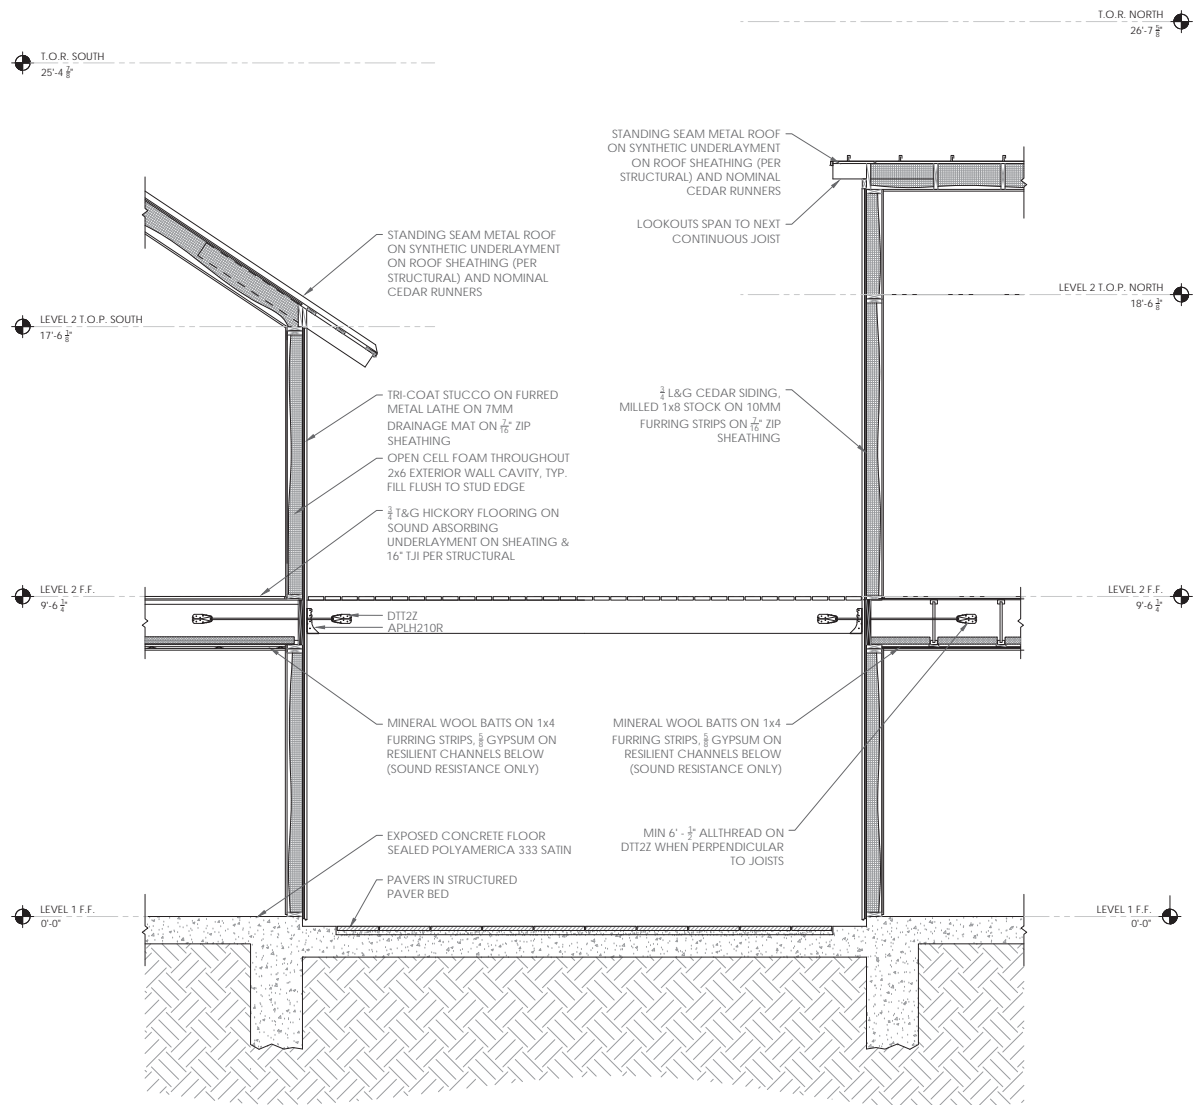 T.O.R. NORTH
26'-7 5/8"
T.O.R. SOUTH
25'-4 7/8"
STANDING SEAM METAL ROOF
ON SYNTHETIC UNDERLAYMENT
ON ROOF SHEATHING (PER
STRUCTURAL) AND NOMINAL
CEDAR RUNNERS
LOOKOUTS SPAN TO NEXT
CONTINUOUS JOIST
STANDING SEAM METAL ROOF
ON SYNTHETIC UNDERLAYMENT
ON ROOF SHEATHING (PER
STRUCTURAL) AND NOMINAL
CEDAR RUNNERS
LEVEL 2 T.O.P. NORTH
18'-6 1/8"
LEVEL 2 T.O.P. SOUTH
17'-6 1/8"
TRI-COAT STUCCO ON FURRED
METAL LATHE ON 7MM
DRAINAGE MAT ON 7/16" ZIP
SHEATHING
3/4 L&G CEDAR SIDING,
MILLED 1x8 STOCK ON 10MM
FURRING STRIPS ON 7/16" ZIP
SHEATHING
OPEN CELL FOAM THROUGHOUT
2x6 EXTERIOR WALL CAVITY, TYP.
FILL FLUSH TO STUD EDGE
3/4 T&G HICKORY FLOORING ON
SOUND ABSORBING
UNDERLAYMENT ON SHEATING &
16" TJI PER STRUCTURAL
LEVEL 2 F.F.
9'-6 1/4"
LEVEL 2 F.F.
9'-6 1/4"
DTT2Z
APLH210R
MINERAL WOOL BATTS ON 1x4
FURRING STRIPS, 5/8 GYPSUM ON
RESILIENT CHANNELS BELOW
(SOUND RESISTANCE ONLY)
MINERAL WOOL BATTS ON 1x4
FURRING STRIPS, 5/8 GYPSUM ON
RESILIENT CHANNELS BELOW
(SOUND RESISTANCE ONLY)
EXPOSED CONCRETE FLOOR
SEALED POLYAMERICA 333 SATIN
MIN 6' - 1/2" ALLTHREAD ON
DTT2Z WHEN PERPENDICULAR
TO JOISTS
PAVERS IN STRUCTURED
PAVER BED
LEVEL 1 F.F.
0'-0"
LEVEL 1 F.F.
0'-0"